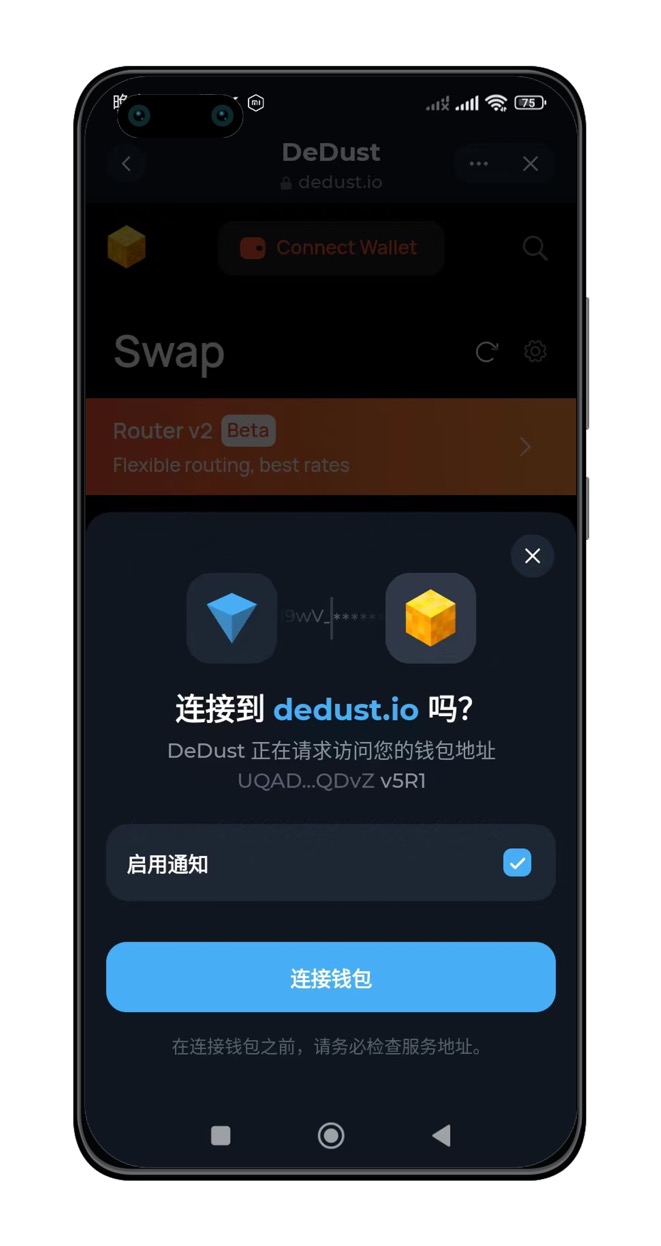 晚
75
DeDust
dedust.io
Connect Wallet
Swap
Router v2 Beta
Flexible routing, best rates
9wV_ ******
连接到 dedust.io 吗?
DeDust 正在请求访问您的钱包地址
UQAD...QDvZ v5R1
启用通知
连接钱包
在连接钱包之前，请务必检查服务地址。